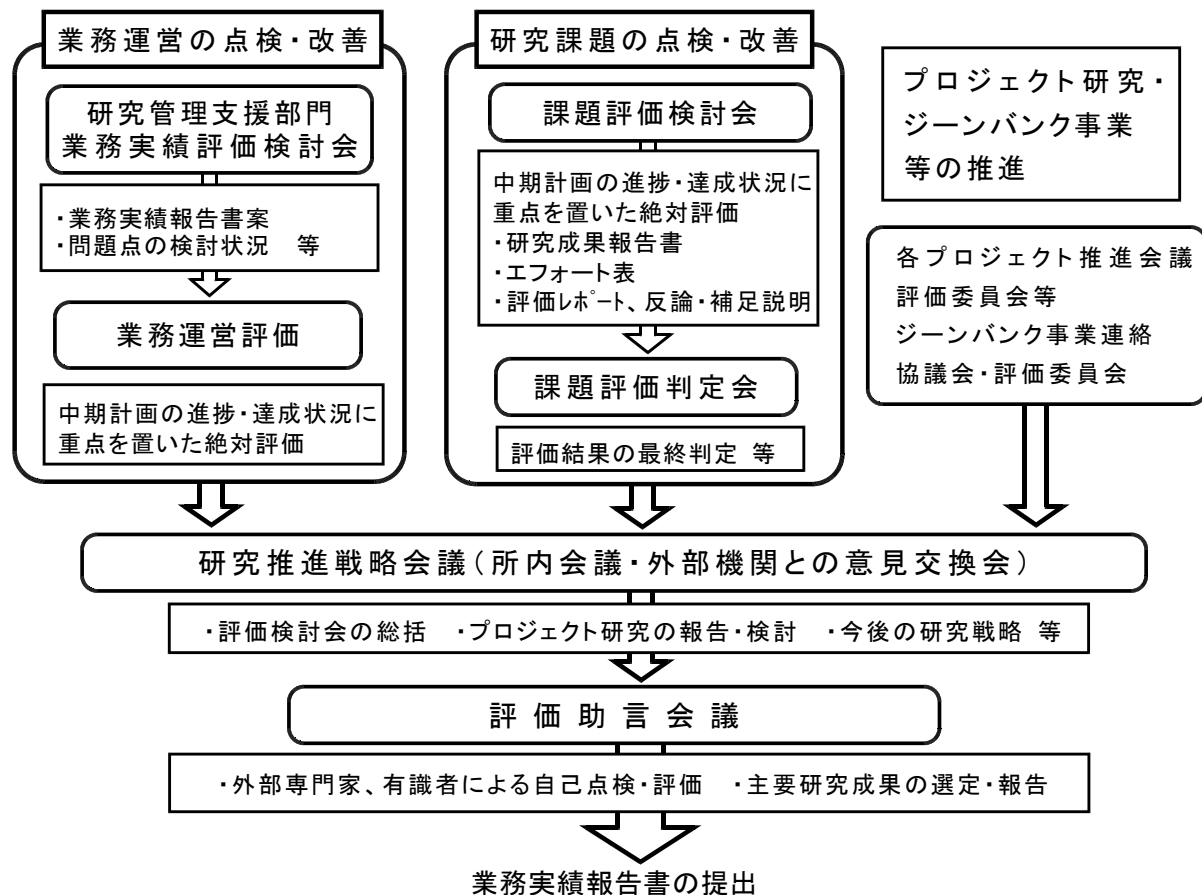 業務運営の点検・改善
研究管理支援部門
業務実績評価検討会
・業務実績報告書案
・問題点の検討状況　等
業務運営評価
中期計画の進捗・達成状況に
重点を置いた絶対評価
研究課題の点検・改善
課題評価検討会
中期計画の進捗・達成状況に
重点を置いた絶対評価
・研究成果報告書
・エフォート表
・評価ﾚﾎﾟｰﾄ、反論・補足説明
課題評価判定会
評価結果の最終判定 等
プロジェクト研究・
ジーンバンク事業
等の推進
各プロジェクト推進会議
評価委員会等
ジーンバンク事業連絡
協議会・評価委員会
研究推進戦略会議（所内会議・外部機関との意見交換会）
・評価検討会の総括　・プロジェクト研究の報告・検討　・今後の研究戦略 等
評価助言会議
・外部専門家、有識者による自己点検・評価　・主要研究成果の選定・報告
業務実績報告書の提出